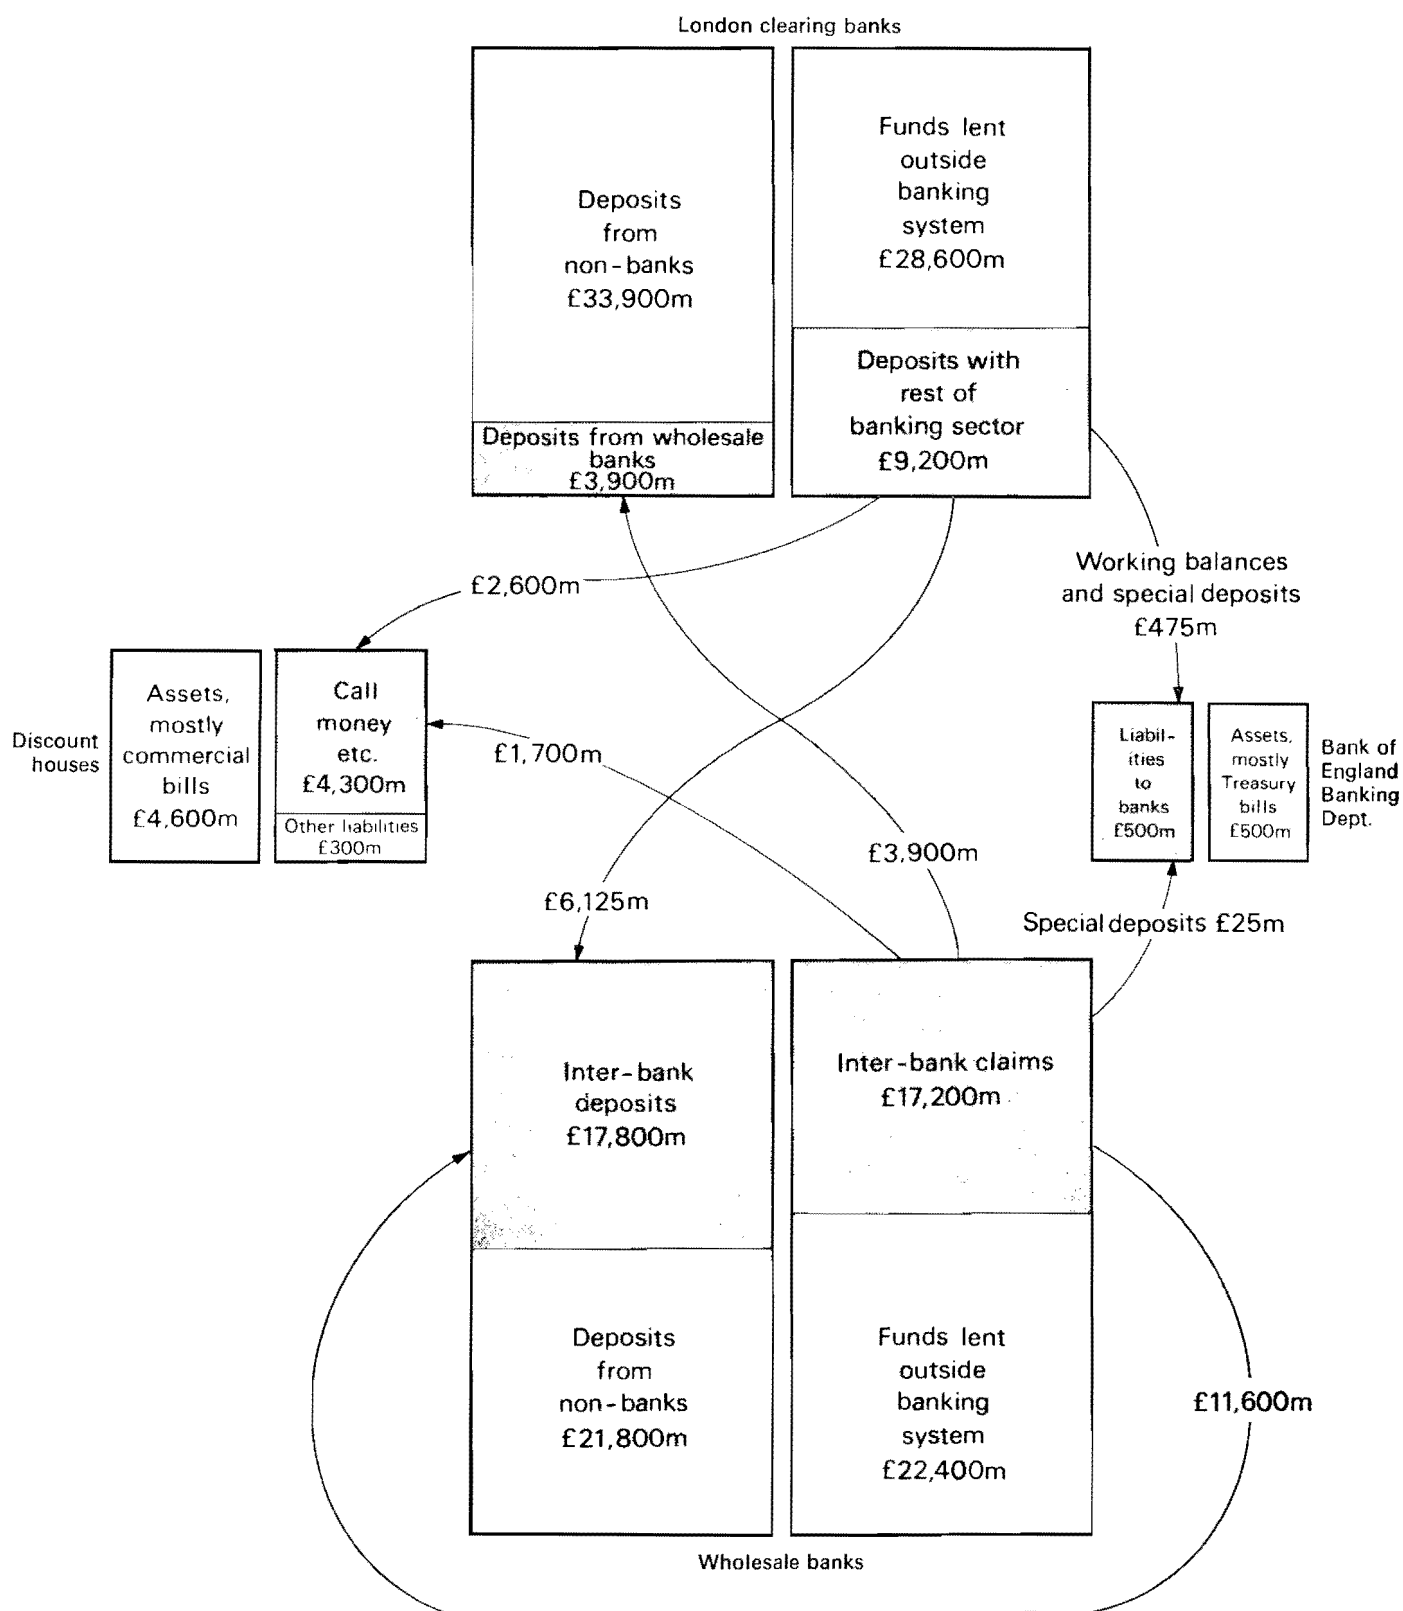 London clearing banks
Deposits
from
non-banks
£33,900m
Deposits from wholesale
banks
£3,900m
Funds lent
outside
banking
system
£28,600m
Deposits with
rest of
banking sector
£9,200m
£2,600m
Working balances
and special deposits
£475m
Discount
houses
Assets,
mostly
commercial
bills
£4,600m
Call
money
etc.
£4,300m
Other liabilities
£300m
£1,700m
Liabil-
ities
to
banks
£500m
Assets,
mostly
Treasury
bills
£500m
Bank of
England
Banking
Dept.
£3,900m
£6,125m
Special deposits £25m
Inter-bank
deposits
£17,800m
Inter-bank claims
£17,200m
Deposits
from
non-banks
£21,800m
Funds lent
outside
banking
system
£22,400m
£11,600m
Wholesale banks